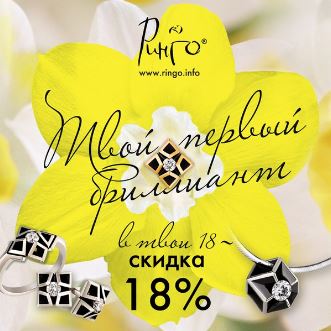 Ринго®
www.ringo.info
Твой первый
бриллиант
в твои 18~
скидка
18%